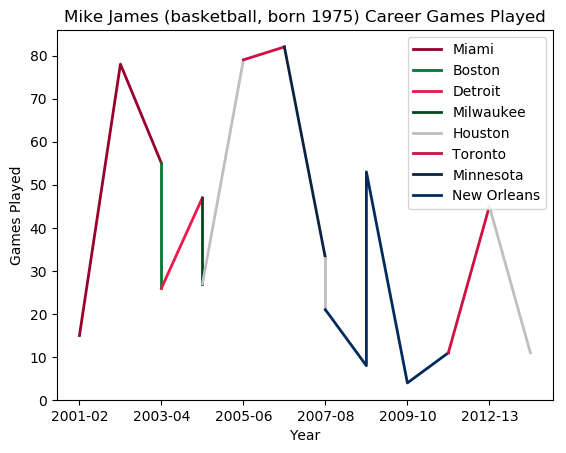 Mike James (basketball, born 1975) Career Games Played
Games Played
80
70
60
50
40
30
20
10
0
Miami
Boston
Detroit
Milwaukee
Houston
Toronto
Minnesota
New Orleans
2001-02 2003-04 2005-06 2007-08 2009-10 2012-13
Year